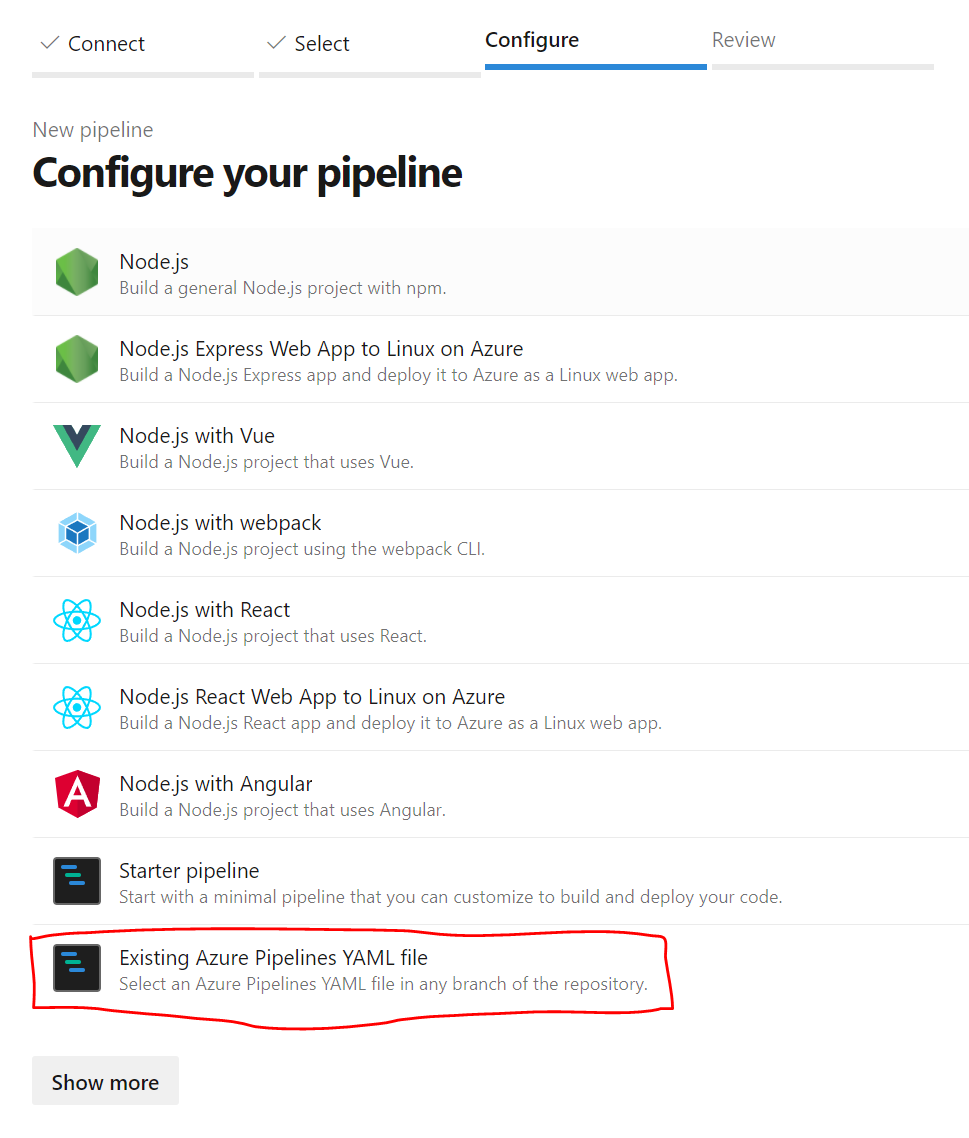 Connect
Select
Configure
Review
New pipeline
Configure your pipeline
Node.js
Build a general Node.js project with npm.
Node.js Express Web App to Linux on Azure
Build a Node.js Express app and deploy it to Azure as a Linux web app.
Node.js with Vue
Build a Node.js project that uses Vue.
Node.js with webpack
Build a Node.js project using the webpack CLI.
Node.js with React
Build a Node.js project that uses React.
Node.js React Web App to Linux on Azure
Build a Node.js React app and deploy it to Azure as a Linux web app.
Node.js with Angular
Build a Node.js project that uses Angular.
Starter pipeline
Start with a minimal pipeline that you can customize to build and deploy your code.
Existing Azure Pipelines YAML file
Select an Azure Pipelines YAML file in any branch of the repository.
Show more